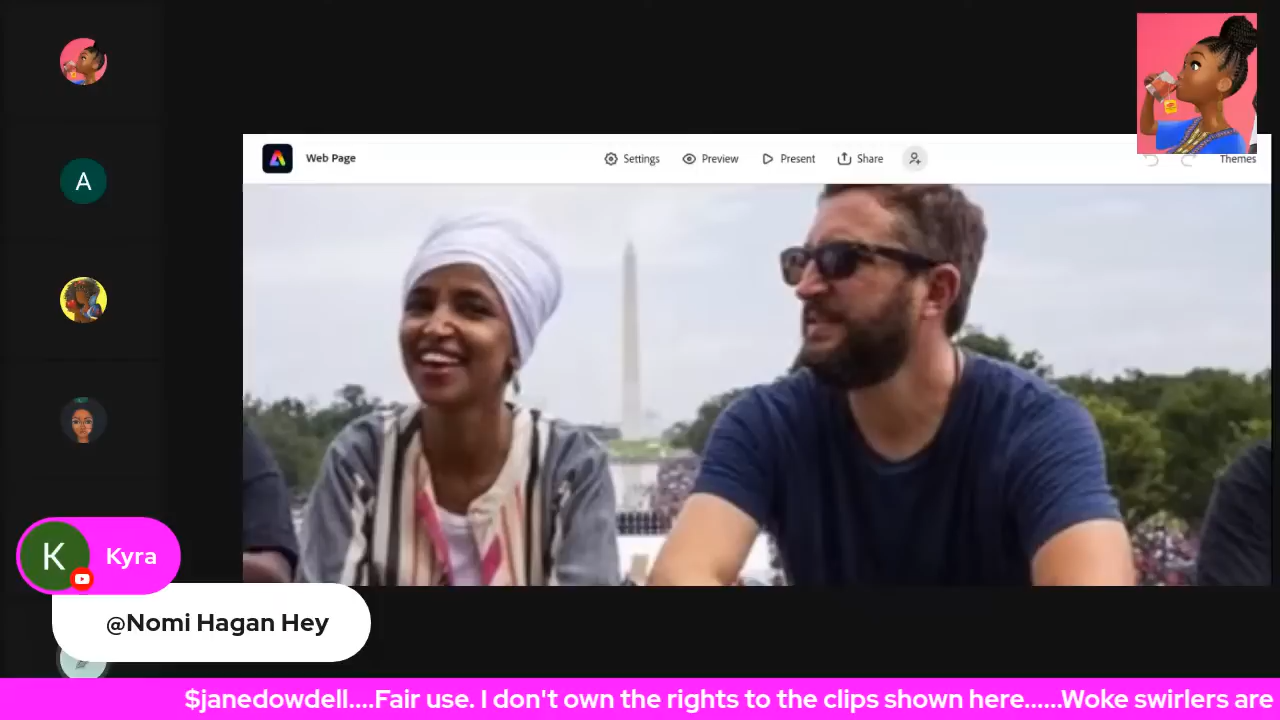 Web Page
Settings
Preview
Present
Share
Themes
A
K
Kyra
@Nomi Hagan Hey
$janedowdell....Fair use. I don't own the rights to the clips shown here......Woke swirlers are